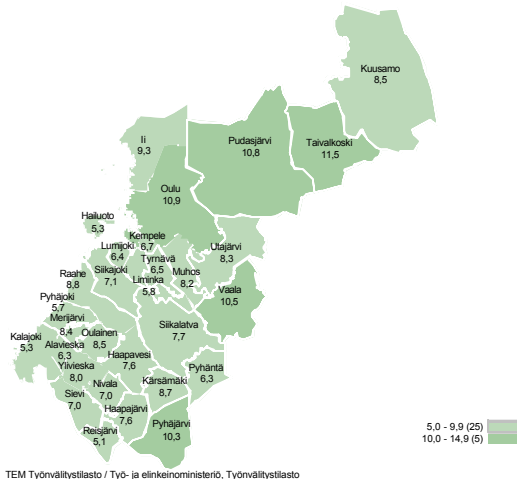 Kuusamo
8,5
Ii
9,3
Pudasjärvi
10,8
Taivalkoski
11,5
Oulu
10,9
Hailuoto
5,3
Kempele
6,7
Lumijoki
6,4
Tyrnävä
6,5
Utajärvi
8,3
Raahe
8,8
Siikajoki
7,1
Liminka
5,8
Muhos
8,2
Vaala
10,5
Pyhäjoki
5,7
Merijärvi
8,4
Kalajoki
5,3
Alavieska
6,3
Oulainen
8,5
Siikalatva
7,7
Ylivieska
8,0
Haapavesi
7,6
Pyhäntä
6,3
Sievi
7,0
Nivala
7,0
Kärsämäki
8,7
Haapajärvi
7,6
Reisjärvi
5,1
Pyhäjärvi
10,3
5,0 - 9,9 (25)
10,0 - 14,9 (5)
TEM Työnvälitystilasto / Työ- ja elinkeinoministeriö, Työnvälitystilasto